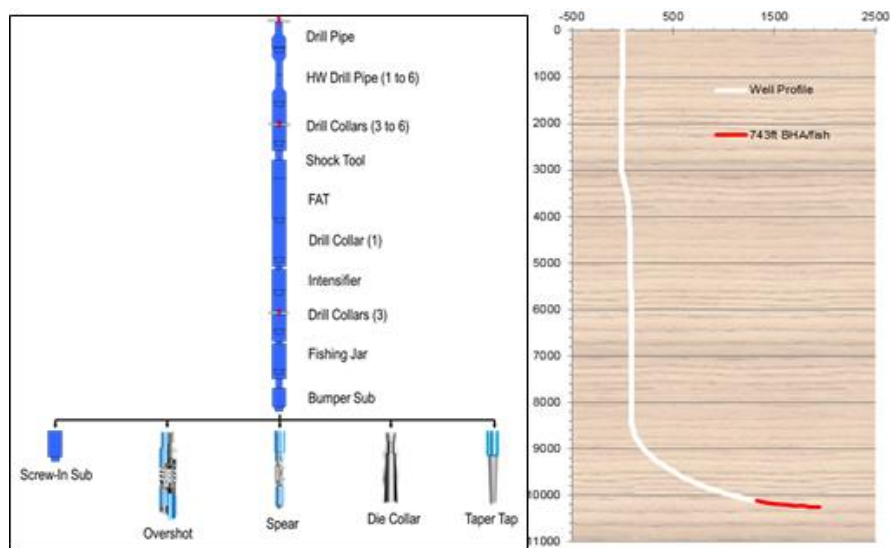 Drill Pipe
HW Drill Pipe (1 to 6)
Drill Collars (3 to 6)
Shock Tool
FAT
Drill Collar (1)
Intensifier
Drill Collars (3)
Fishing Jar
Bumper Sub
Screw-In Sub
Overshot
Spear
Die Collar
Taper Tap
-500 500 1500 2500
0
1000
2000
3000
4000
5000
6000
7000
8000
9000
10000
11000
Well Profile
743ft BHA/fish